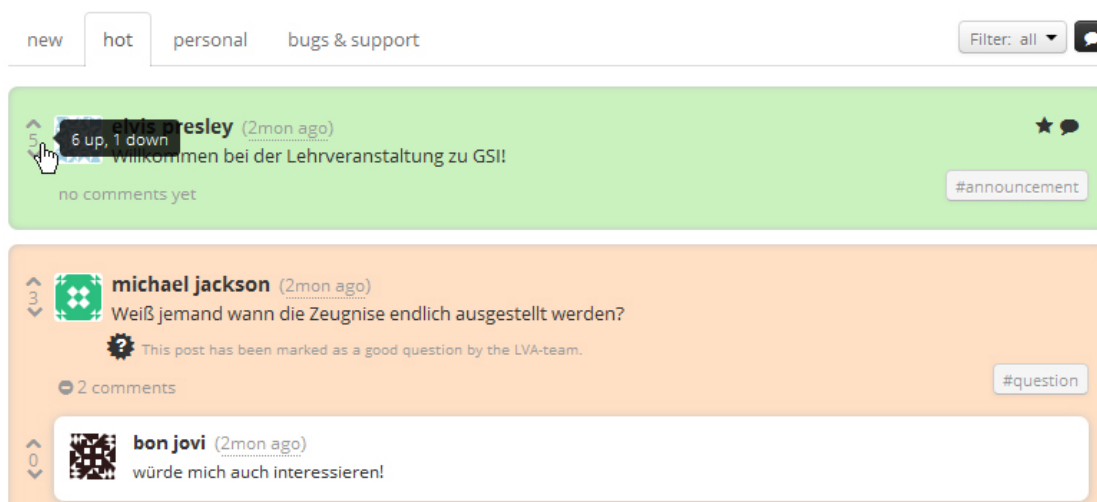 new hot personal bugs & support Filter: all
elvis presley (2mon ago)
5 6 up, 1 down
Willkommen bei der Lehrveranstaltung zu GSI!
no comments yet #announcement
michael jackson (2mon ago)
3
Weiß jemand wann die Zeugnise endlich ausgestellt werden?
This post has been marked as a good question by the LVA-team.
2 comments #question
bon jovi (2mon ago)
0
würde mich auch interessieren!